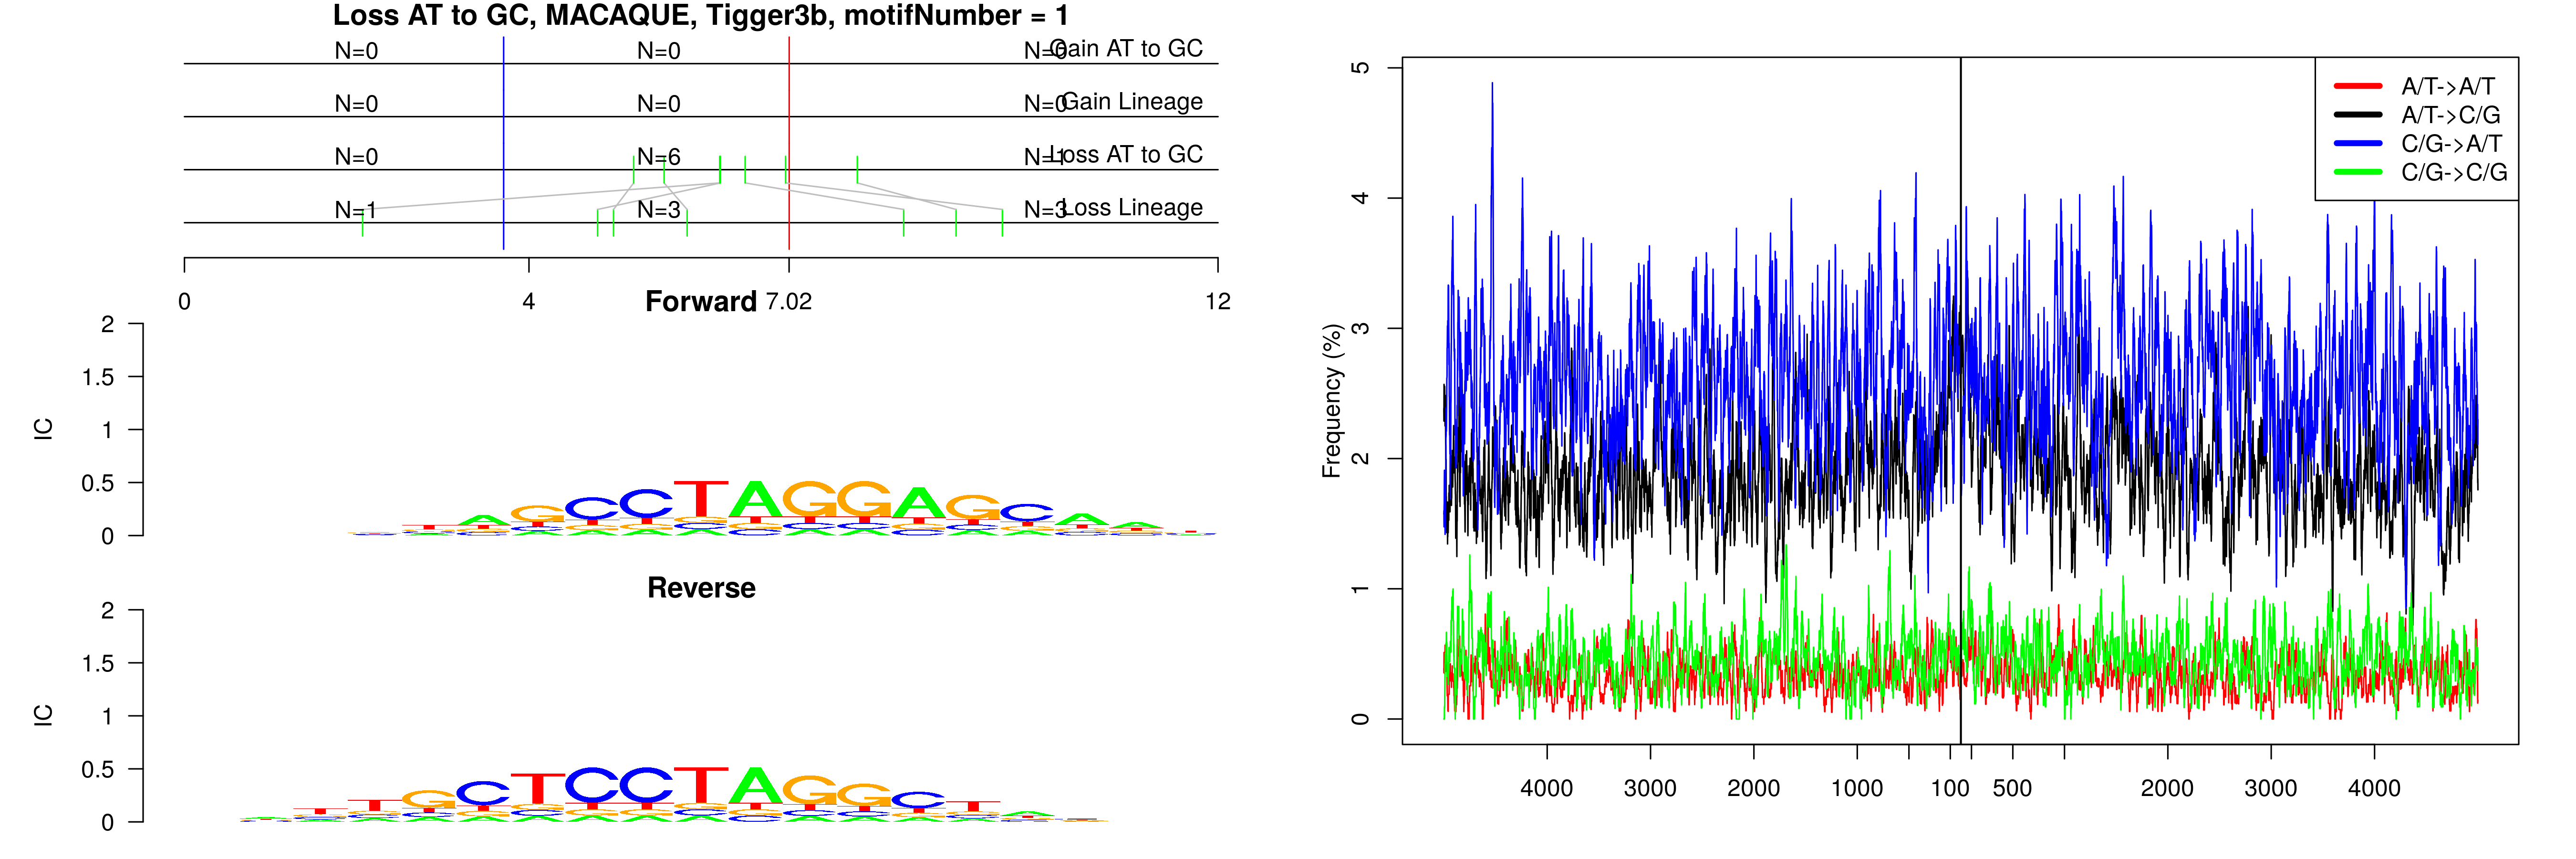 Loss AT to GC, MACAQUE, Tigger3b, motifNumber = 1
N=0 N=0 N=0 Gain AT to GC
N=0 N=0 N=0 Gain Lineage
N=0 N=6 N=1 Loss AT to GC
N=1 N=3 N=3 Loss Lineage
0 4 7.02 12
Forward
2
1.5
1
0.5
0
IC
GCCTAGGAGCAA
Reverse
2
1.5
1
0.5
0
IC
TTGCTCCTAGGCT
5
4
3
2
1
0
Frequency (%)
A/T->A/T
A/T->C/G
C/G->A/T
C/G->C/G
4000 3000 2000 1000 100 500 2000 3000 4000